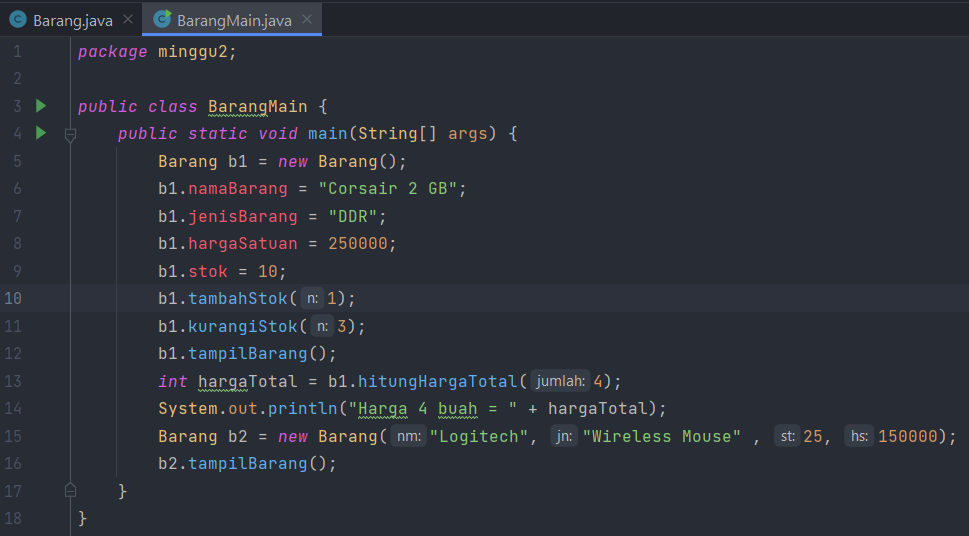 Barang.java BarangMain.java
1 package minggu2;
2
3 public class BarangMain {
4 public static void main(String[] args) {
5 Barang b1 = new Barang();
6 b1.namaBarang = "Corsair 2 GB";
7 b1.jenisBarang = "DDR";
8 b1.hargaSatuan = 250000;
9 b1.stok = 10;
10 b1.tambahStok( n: 1);
11 b1.kurangiStok( n: 3);
12 b1.tampilBarang();
13 int hargaTotal = b1.hitungHargaTotal( jumlah: 4);
14 System.out.println("Harga 4 buah = " + hargaTotal);
15 Barang b2 = new Barang( nm: "Logitech", jn: "Wireless Mouse" , st: 25, hs: 150000);
16 b2.tampilBarang();
17 }
18 }